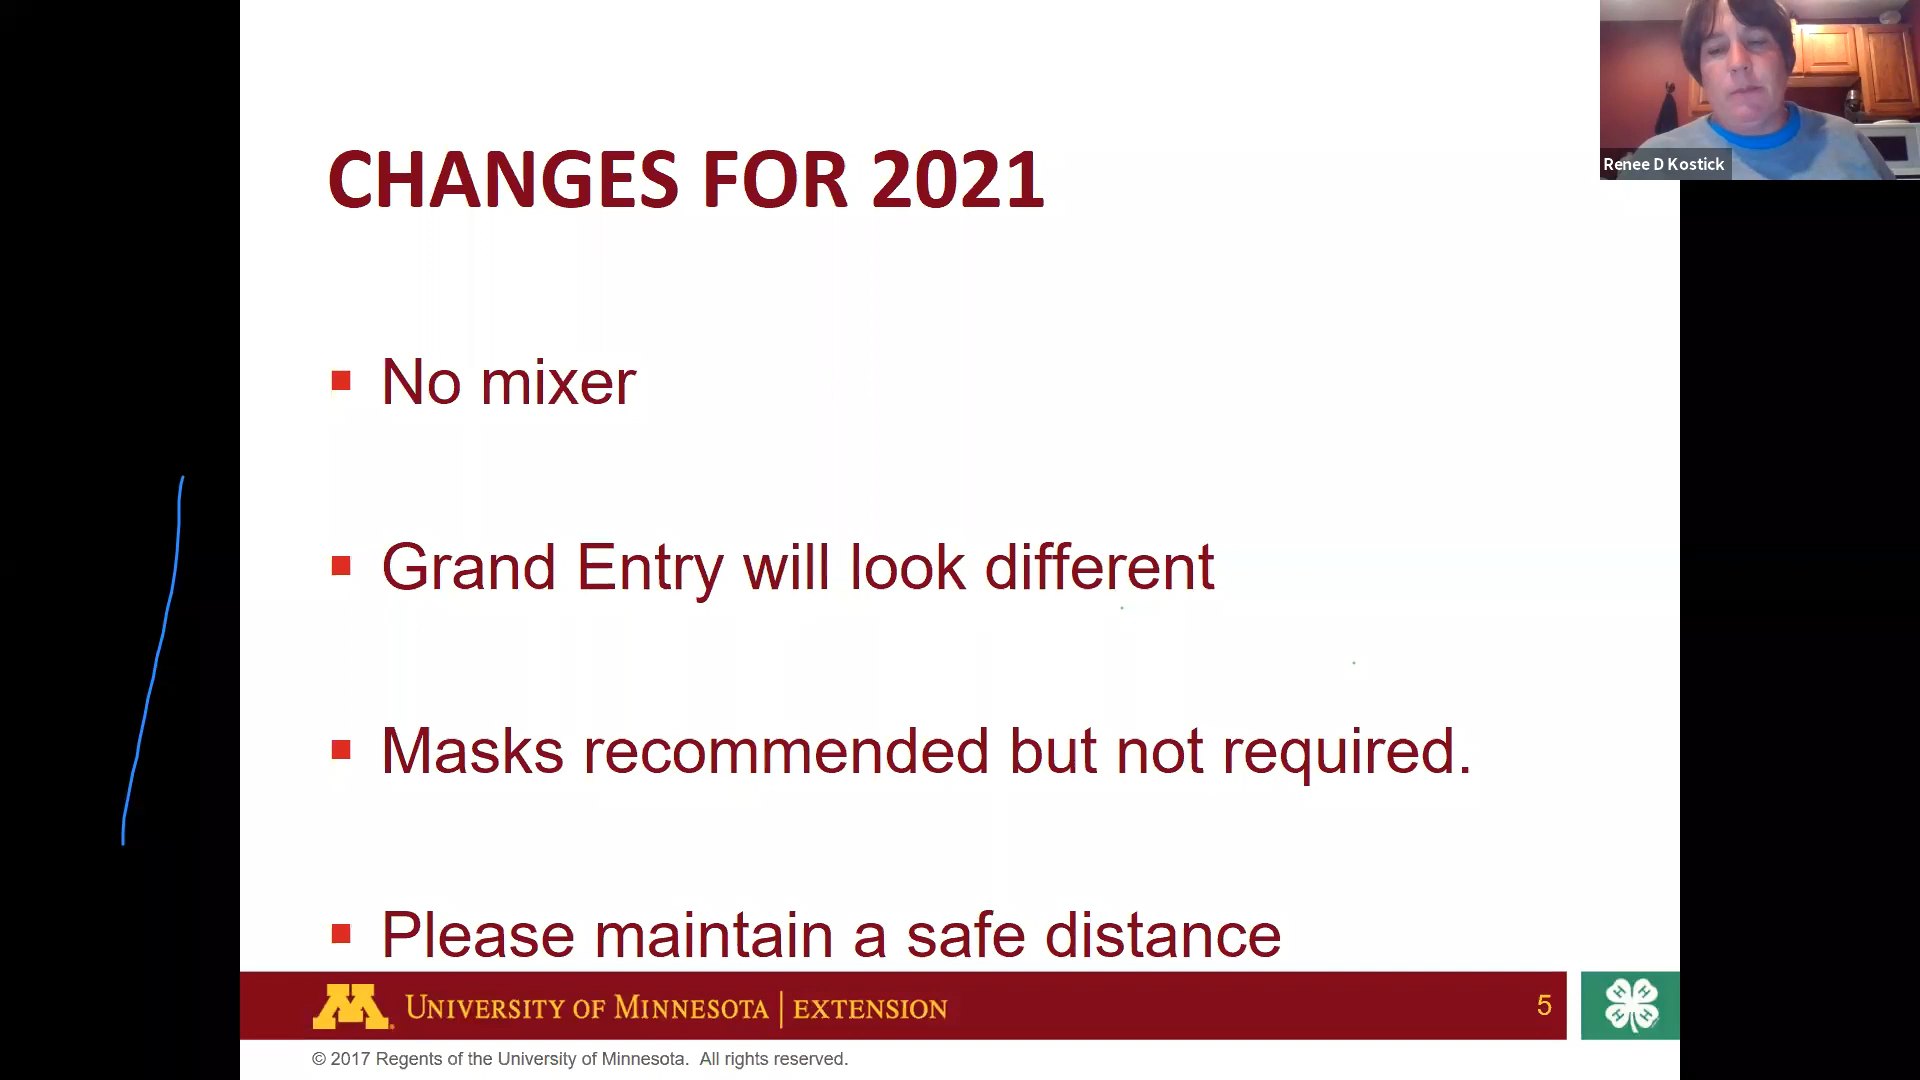 CHANGES FOR 2021
Renee D Kostick
▪ No mixer
▪ Grand Entry will look different
▪ Masks recommended but not required.
▪ Please maintain a safe distance
M UNIVERSITY OF MINNESOTA | EXTENSION
5
H H H H
© 2017 Regents of the University of Minnesota. All rights reserved.